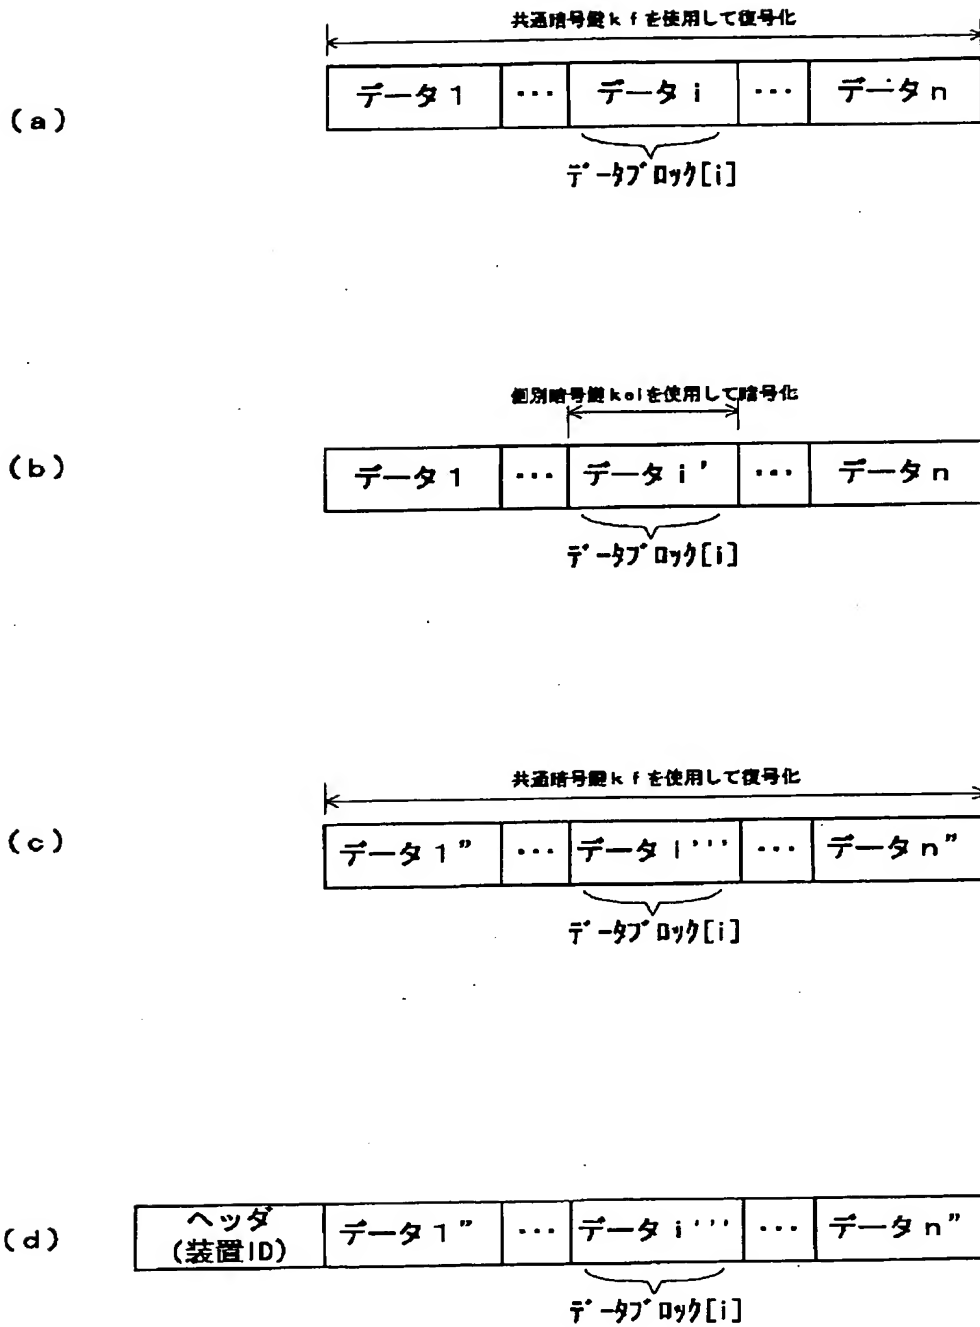 共通暗号鍵ｋｆを使用して復号化
(a)
データ1 ･･･ データi ･･･ データn
ﾃﾞｰﾀﾌﾞﾛｯｸ[i]
個別暗号鍵keiを使用して暗号化
(b)
データ1 ･･･ データi' ･･･ データn
ﾃﾞｰﾀﾌﾞﾛｯｸ[i]
共通暗号鍵ｋｆを使用して復号化
(c)
データ1" ･･･ データi''' ･･･ データn"
ﾃﾞｰﾀﾌﾞﾛｯｸ[i]
(d)
ヘッダ
(装置ID)
データ1" ･･･ データi''' ･･･ データn"
ﾃﾞｰﾀﾌﾞﾛｯｸ[i]